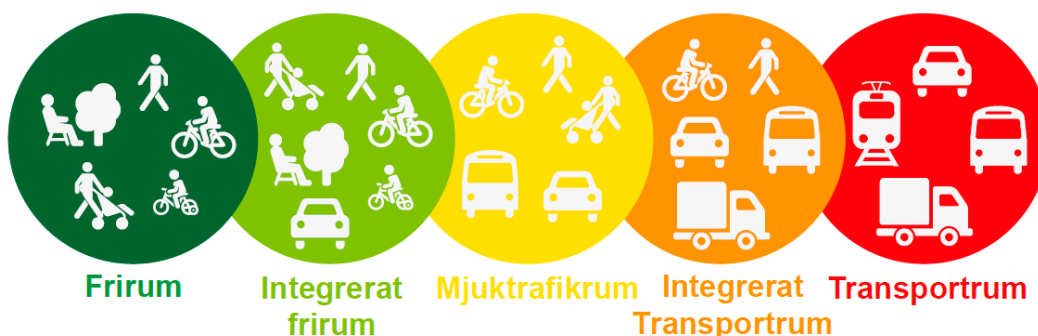 Frirum
Integrerat
frirum
Mjuktrafikrum
Integrerat
Transportrum
Transportrum